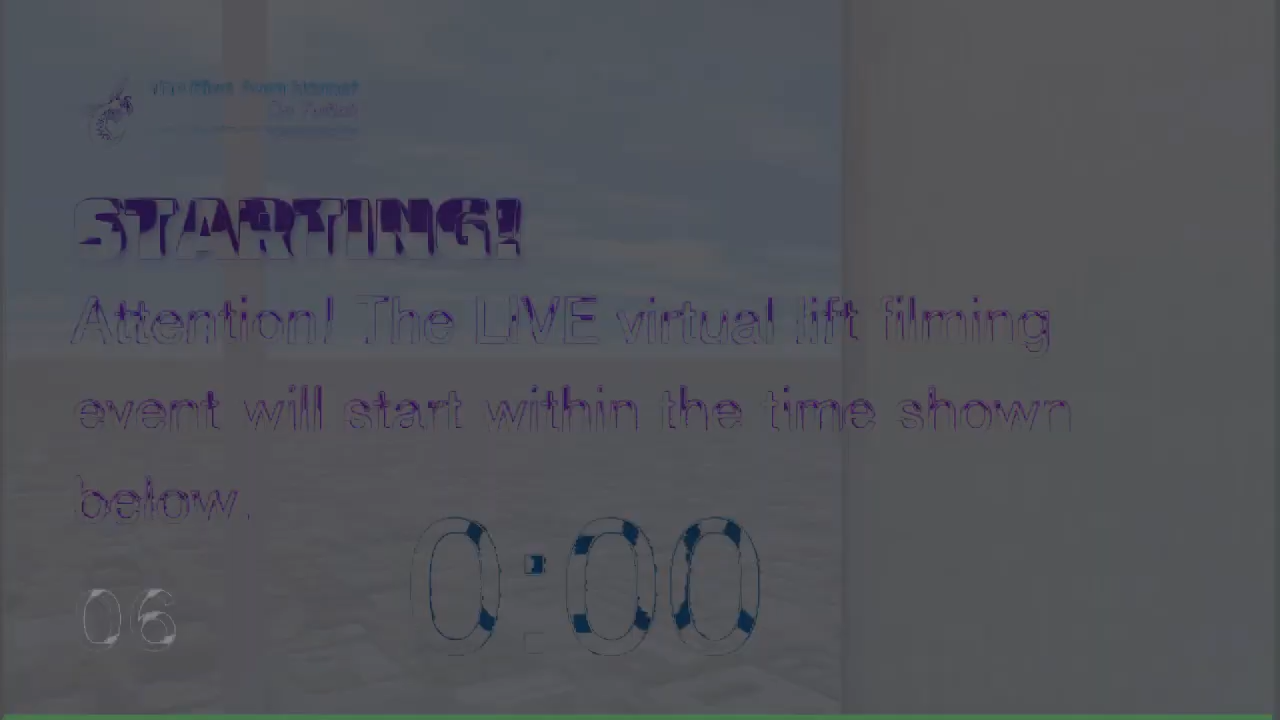 STARTING!
Attention! The LIVE virtual lift filming
event will start within the time shown
below.
0:00
06